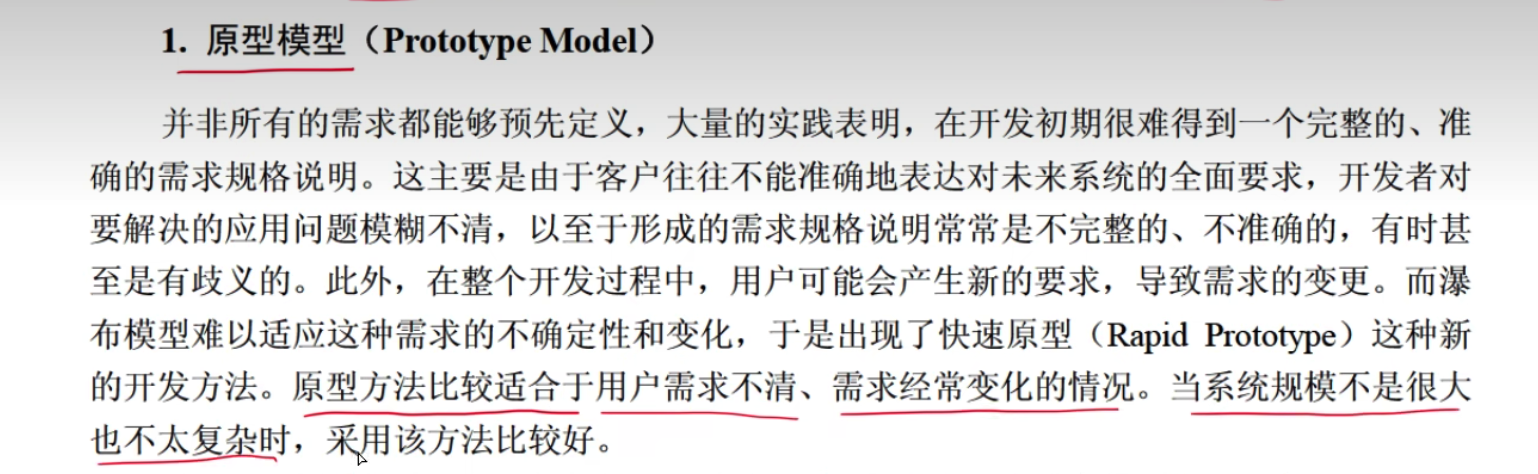 1. 原型模型（Prototype Model）
并非所有的需求都能够预先定义，大量的实践表明，在开发初期很难得到一个完整的、准
确的需求规格说明。这主要是由于客户往往不能准确地表达对未来系统的全面要求，开发者对
要解决的应用问题模糊不清，以至于形成的需求规格说明常常是不完整的、不准确的，有时甚
至是有歧义的。此外，在整个开发过程中，用户可能会产生新的要求，导致需求的变更。而瀑
布模型难以适应这种需求的不确定性和变化，于是出现了快速原型（Rapid Prototype）这种新
的开发方法。原型方法比较适合于用户需求不清、需求经常变化的情况。当系统规模不是很大
也不太复杂时，采用该方法比较好。